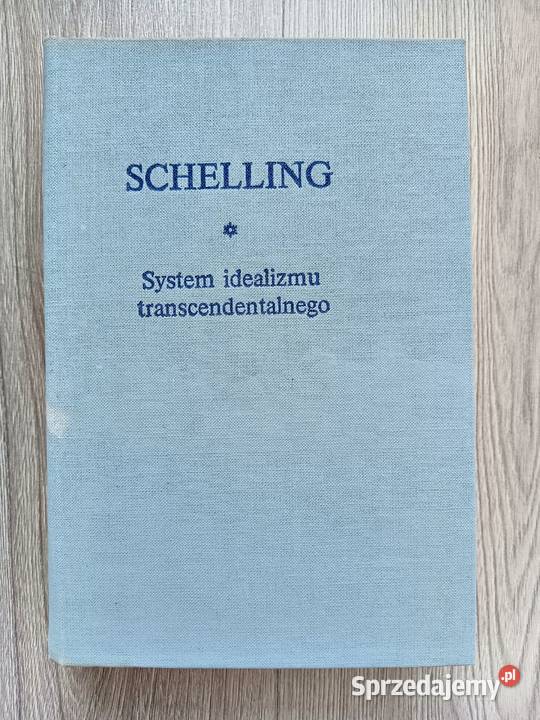 SCHELLING
System idealizmu
transcendentalnego
Sprzedajemy.pl